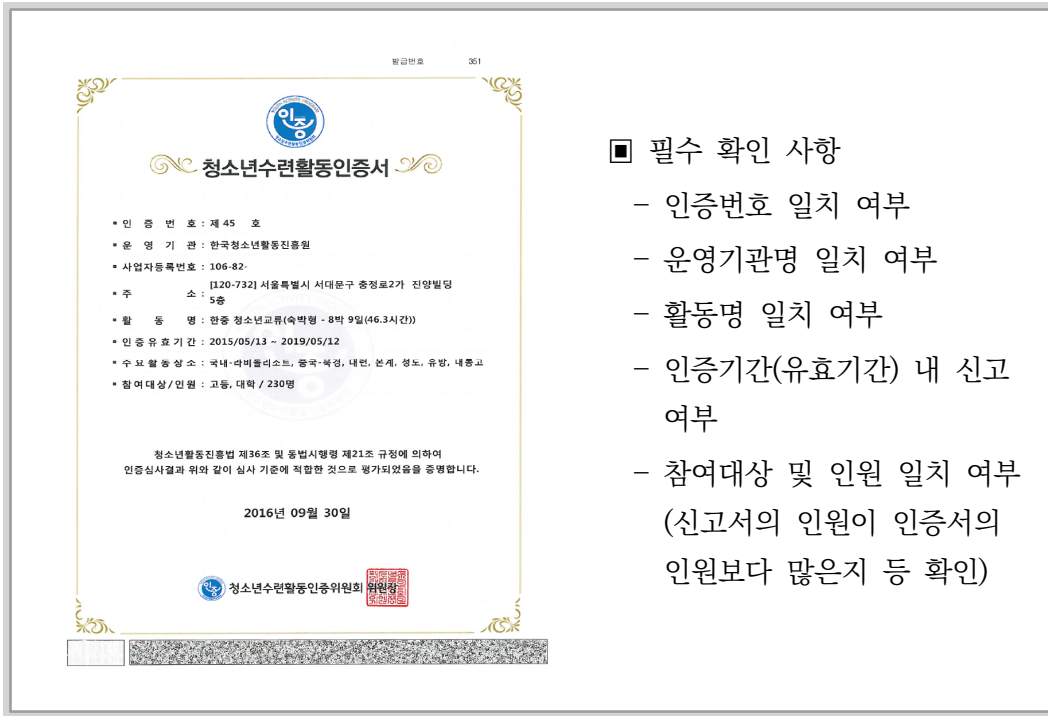 발급번호 351
인증
청소년수련활동인증서
▪ 인 증 번 호 : 제 45 호
▪ 운 영 기 관 : 한국청소년활동진흥원
▪ 사업자등록번호 : 106-82-
▪ 주 소 : [120-732] 서울특별시 서대문구 충정로2가 진양빌딩
5층
▪ 활 동 명 : 한중 청소년교류(숙박형 - 8박 9일(46.3시간))
▪ 인 증 유 효 기 간 : 2015/05/13 ~ 2019/05/12
▪ 수 요 활 동 장 소 : 국내-라비돌리조트, 중국-북경, 대련, 본계, 청도, 유방, 내몽고
▪ 참 여 대 상 / 인 원 : 고등, 대학 / 230명
청소년활동진흥법 제36조 및 동법시행령 제21조 규정에 의하여
인증심사결과 위와 같이 심사 기준에 적합한 것으로 평가되었음을 증명합니다.
2016년 09월 30일
인증 청소년수련활동인증위원회 위원장
▣ 필수 확인 사항
- 인증번호 일치 여부
- 운영기관명 일치 여부
- 활동명 일치 여부
- 인증기간(유효기간) 내 신고
여부
- 참여대상 및 인원 일치 여부
(신고서의 인원이 인증서의
인원보다 많은지 등 확인)